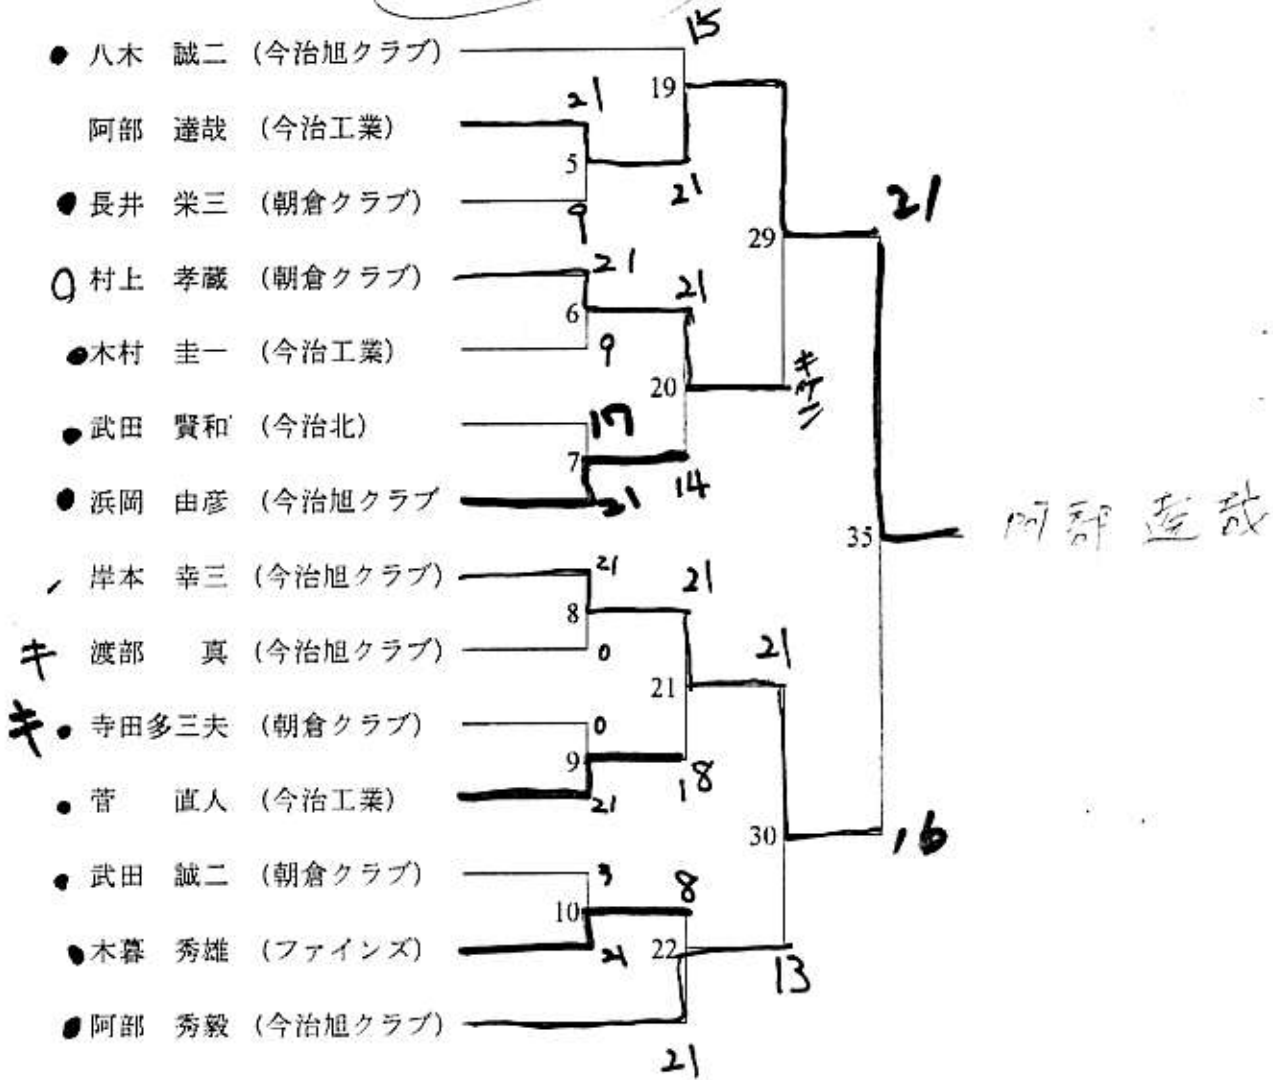 15
八木 誠二 (今治旭クラブ)
19
21
阿部 達哉 (今治工業)
5
21
長井 栄三 (朝倉クラブ)
9
21
29
村上 孝蔵 (朝倉クラブ)
21
21
6
木村 圭一 (今治工業)
9
20
キケン
武田 賢和 (今治北)
17
7
14
浜岡 由彦 (今治旭クラブ
21
35
阿部 達哉
岸本 幸三 (今治旭クラブ)
21
21
8
キ 渡部 真 (今治旭クラブ)
0
21
21
キ 寺田多三夫 (朝倉クラブ)
0
9
18
菅 直人 (今治工業)
21
30
16
武田 誠二 (朝倉クラブ)
3
8
10
木暮 秀雄 (ファインズ)
21
22
13
阿部 秀毅 (今治旭クラブ)
21